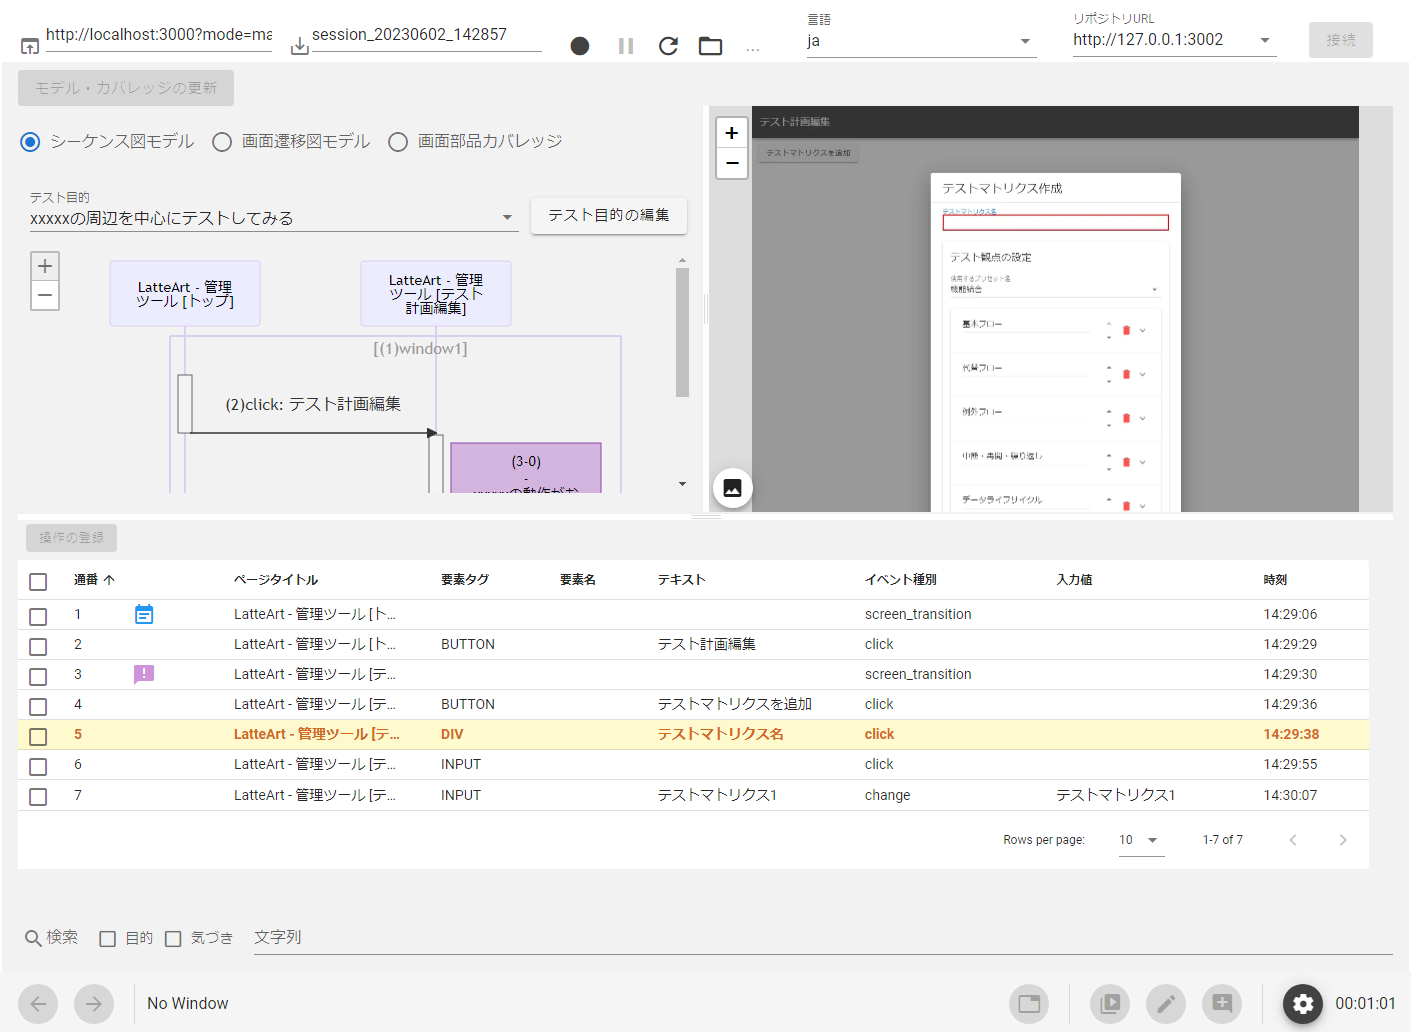 http://localhost:3000?mode=ma
session_20230602_142857
...
言語
ja
リポジトリURL
http://127.0.0.1:3002
接続
モデル・カバレッジの更新
シーケンス図モデル
画面遷移図モデル
画面部品カバレッジ
テスト目的
xxxxxの周辺を中心にテストしてみる
テスト目的の編集
+
−
LatteArt - 管理
ツール [トップ]
LatteArt - 管理
ツール [テスト
計画編集]
[(1)window1]
(2)click: テスト計画編集
(3-0)
-
xxxxxの動作がお
+
−
テスト計画編集
テストマトリクスを追加
テストマトリクス作成
テストマトリクス名
テスト観点の設定
使用するプリセット名
機能結合
基本フロー
代替フロー
例外フロー
中断・再開・繰り返し
データライフサイクル
操作の登録
通番 ページタイトル 要素タグ 要素名 テキスト イベント種別 入力値 時刻
1 LatteArt - 管理ツール [ト... screen_transition 14:29:06
2 LatteArt - 管理ツール [ト... BUTTON テスト計画編集 click 14:29:29
3 LatteArt - 管理ツール [テ... screen_transition 14:29:30
4 LatteArt - 管理ツール [テ... BUTTON テストマトリクスを追加 click 14:29:36
5 LatteArt - 管理ツール [テ... DIV テストマトリクス名 click 14:29:38
6 LatteArt - 管理ツール [テ... INPUT click 14:29:55
7 LatteArt - 管理ツール [テ... INPUT テストマトリクス1 change テストマトリクス1 14:30:07
Rows per page: 10 1-7 of 7
検索 目的 気づき 文字列
No Window
00:01:01